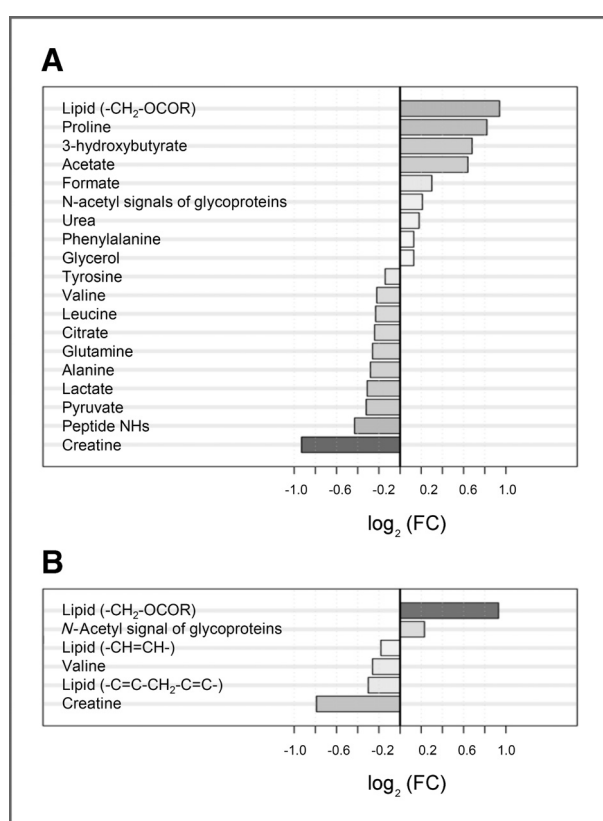 A
Lipid (-CH2-OCOR)
Proline
3-hydroxybutyrate
Acetate
Formate
N-acetyl signals of glycoproteins
Urea
Phenylalanine
Glycerol
Tyrosine
Valine
Leucine
Citrate
Glutamine
Alanine
Lactate
Pyruvate
Peptide NHs
Creatine
-1.0 -0.6 -0.2 0.2 0.6 1.0
log2 (FC)
B
Lipid (-CH2-OCOR)
N-Acetyl signal of glycoproteins
Lipid (-CH=CH-)
Valine
Lipid (-C=C-CH2-C=C-)
Creatine
-1.0 -0.6 -0.2 0.2 0.6 1.0
log2 (FC)